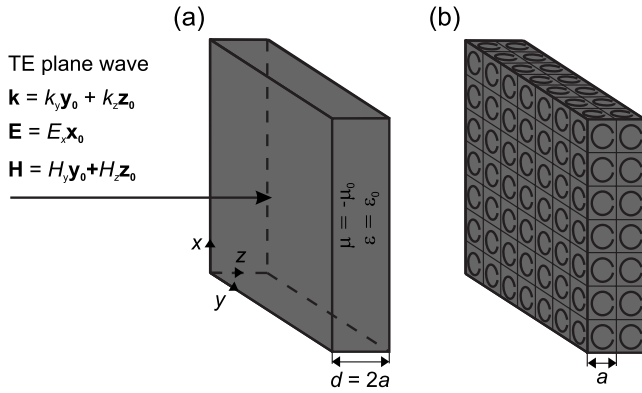 (a)
(b)
TE plane wave
k = kyy₀ + kzz₀
E = Exx₀
H = Hyy₀+Hzz₀
x
z
y
μ = -μ₀
ε = ε₀
d = 2a
a